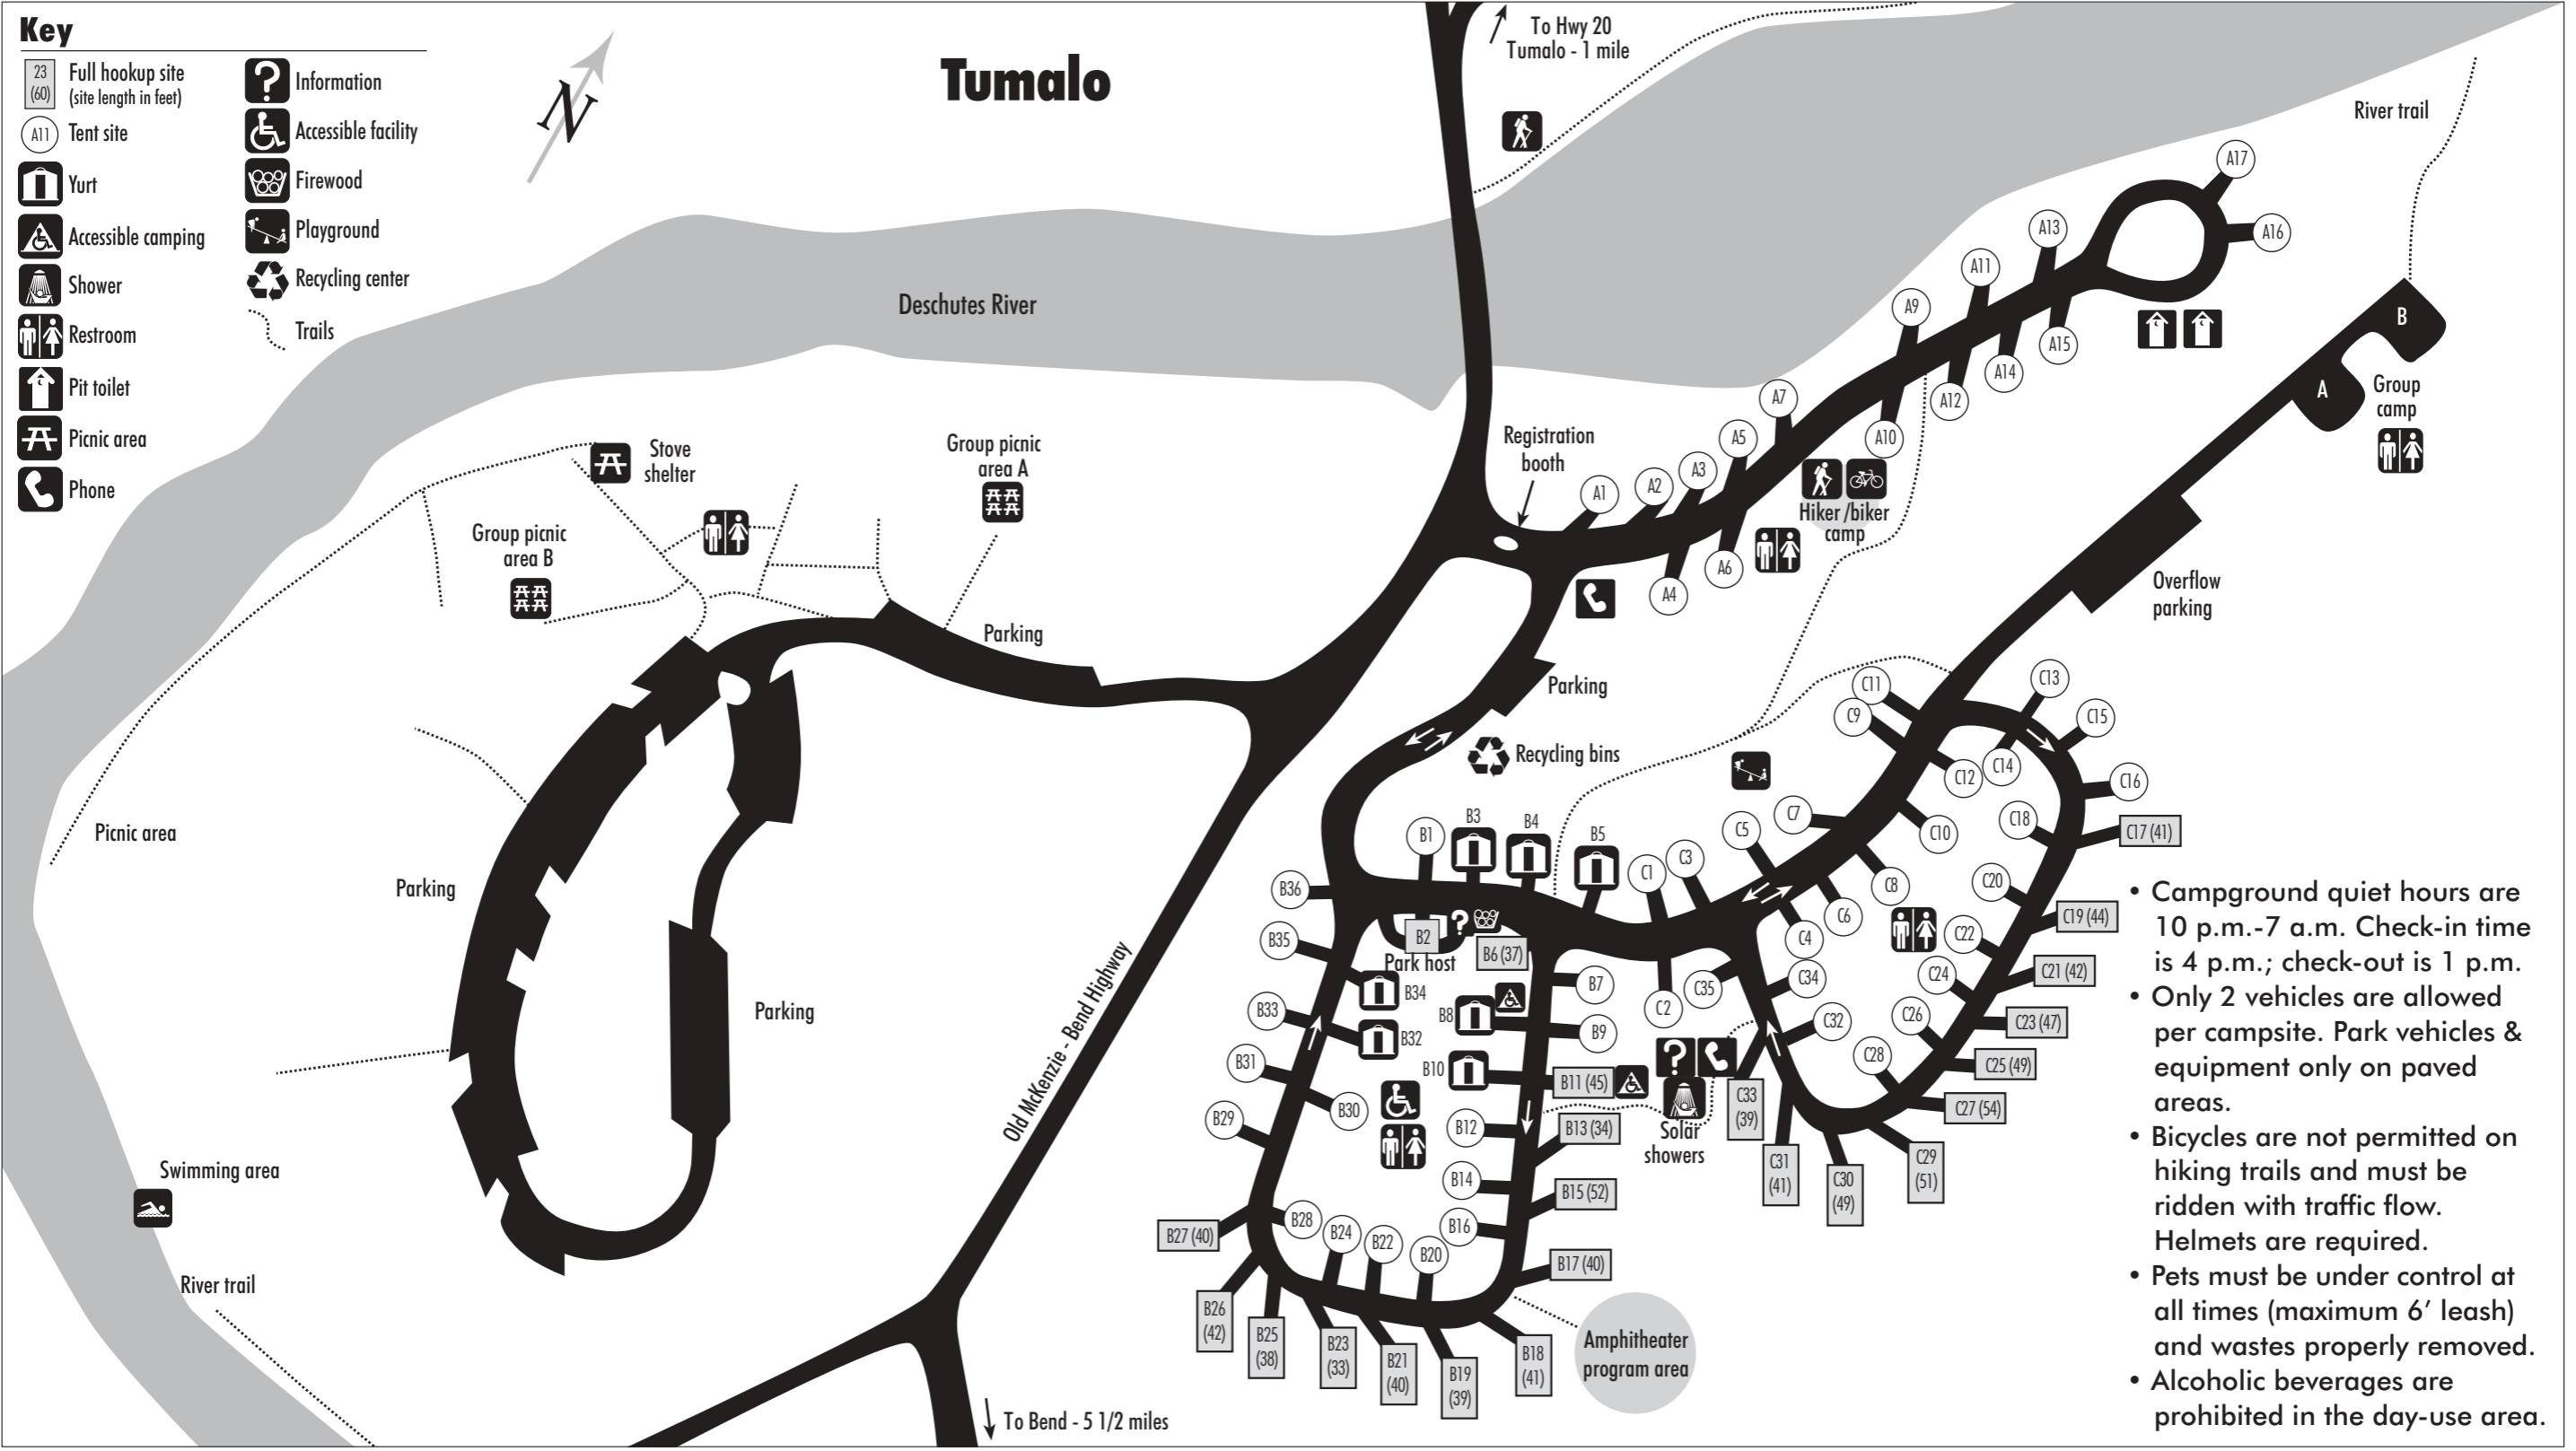 Key
23
(60)
Full hookup site
(site length in feet)
A11
Tent site
Yurt
Accessible camping
Shower
Restroom
Pit toilet
Picnic area
Phone
?
Information
Accessible facility
Firewood
Playground
Recycling center
Trails
N
Tumalo
To Hwy 20
Tumalo - 1 mile
River trail
Deschutes River
A17
A16
A13
A11
A9
A15
A14
A12
A10
A7
A5
A3
A2
A1
A6
A4
B
A
Group
camp
Registration
booth
Hiker/biker
camp
Overflow
parking
Stove
shelter
Group picnic
area A
Group picnic
area B
Parking
Parking
Recycling bins
Picnic area
Parking
Parking
Old McKenzie - Bend Highway
Swimming area
River trail
To Bend - 5 1/2 miles
B1
B3
B4
B5
B36
B35
B2
?
Park host
B6 (37)
B34
B33
B32
B31
B30
B29
B28
B27 (40)
B26
(42)
B25
(38)
B24
B23
(33)
B22
B21
(40)
B20
B19
(39)
B18
(41)
B17 (40)
B16
B15 (52)
B14
B13 (34)
B12
B11 (45)
B10
B9
B8
B7
Amphitheater
program area
?
Solar
showers
C1
C2
C3
C4
C5
C6
C7
C8
C9
C10
C11
C12
C13
C14
C15
C16
C17 (41)
C18
C19 (44)
C20
C21 (42)
C22
C23 (47)
C24
C25 (49)
C26
C27 (54)
C28
C29
(51)
C30
(49)
C31
(41)
C32
C33
(39)
C34
C35
• Campground quiet hours are
10 p.m.-7 a.m. Check-in time
is 4 p.m.; check-out is 1 p.m.
• Only 2 vehicles are allowed
per campsite. Park vehicles &
equipment only on paved
areas.
• Bicycles are not permitted on
hiking trails and must be
ridden with traffic flow.
Helmets are required.
• Pets must be under control at
all times (maximum 6’ leash)
and wastes properly removed.
• Alcoholic beverages are
prohibited in the day-use area.